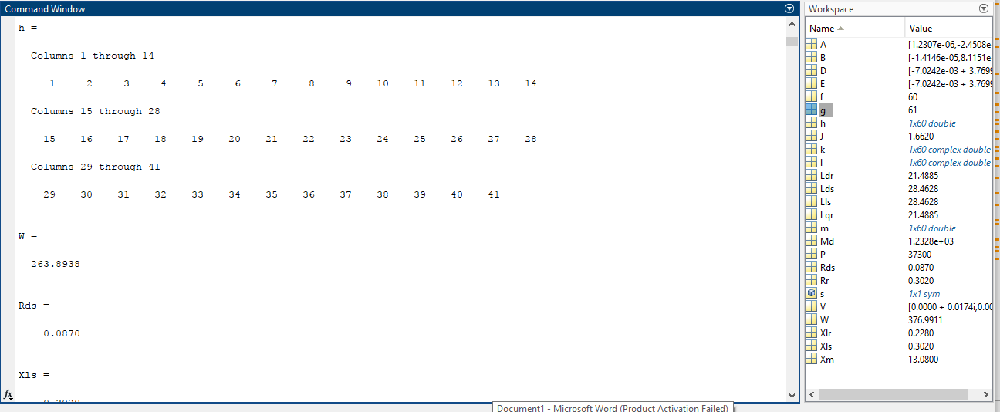 Command Window
h =
Columns 1 through 14
1 2 3 4 5 6 7 8 9 10 11 12 13 14
Columns 15 through 28
15 16 17 18 19 20 21 22 23 24 25 26 27 28
Columns 29 through 41
29 30 31 32 33 34 35 36 37 38 39 40 41
W =
263.8938
Rds =
0.0870
Xls =
fx
Workspace
Name Value
A [1.2307e-06,-2.4508e-
B [-1.4146e-05,8.1151e-
D [-7.0242e-03 + 3.7699
E [-7.0242e-03 + 3.7699
f 60
g 61
h 1x60 double
J 1.6620
k 1x60 complex double
l 1x60 complex double
Ldr 21.4885
Lds 28.4628
Lls 28.4628
Lqr 21.4885
m 1x60 double
Md 1.2328e+03
P 37300
Rds 0.0870
Rr 0.3020
s 1x1 sym
V [0.0000 + 0.0174i,0.00
W 376.9911
Xlr 0.2280
Xls 0.3020
Xm 13.0800
Document1 - Microsoft Word (Product Activation Failed)